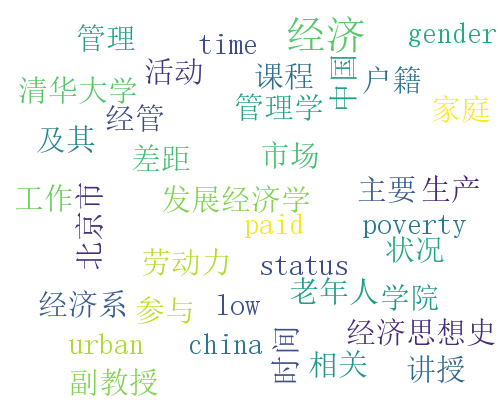 管理
time
经济
gender
清华大学
活动
课程
中国
户籍
经管
管理学
家庭
及其
差距
市场
工作
北京市
发展经济学
主要
生产
paid
poverty
劳动力
status
状况
经济系
参与
low
老年人
学院
urban
china
时间
相关
经济思想史
讲授
副教授